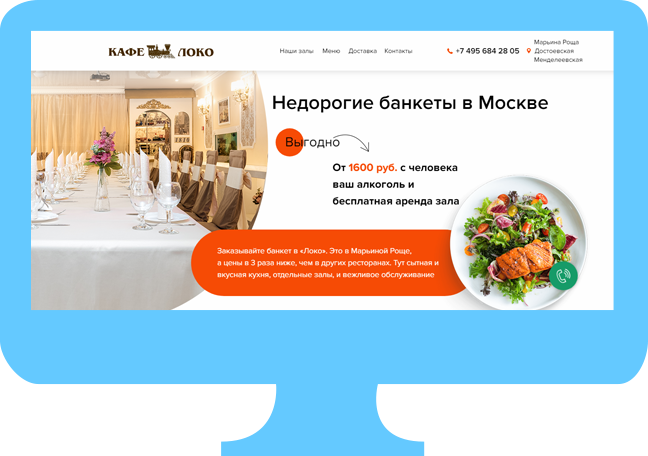 КАФЕ ЛОКО
Наши залы Меню Доставка Контакты
+7 495 684 28 05
Марьина Роща
Достоевская
Менделеевская
Недорогие банкеты в Москве
Выгодно
От 1600 руб. с человека
ваш алкоголь и
бесплатная аренда зала
Заказывайте банкет в «Локо». Это в Марьиной Роще,
а цены в 3 раза ниже, чем в других ресторанах. Тут сытная и
вкусная кухня, отдельные залы, и вежливое обслуживание